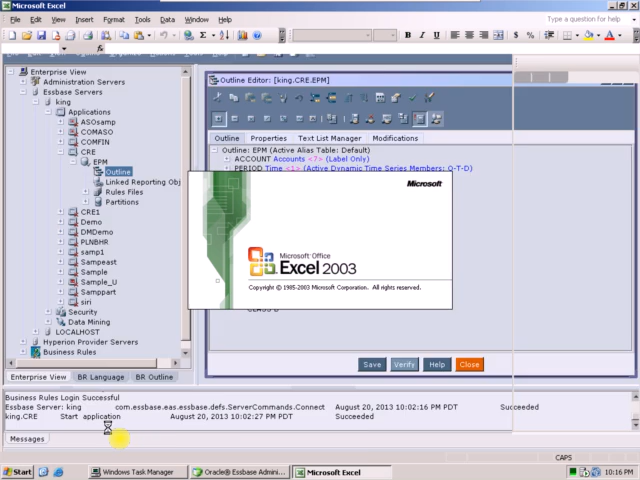 Microsoft Excel
File Edit View Insert Format Tools Data Window Help
Type a question for help
Enterprise View
Administration Servers
Essbase Servers
king
Applications
ASOsamp
COMASO
COMFIN
CRE
EPM
Outline
Linked Reporting Obj
Rules Files
Partitions
CRE1
Demo
DMDemo
PLNBHR
samp1
Sampeast
Sample
Sample_U
Samppart
siri
Security
Data Mining
LOCALHOST
Hyperion Provider Servers
Business Rules
Enterprise View BR Language BR Outline
Outline Editor: [king.CRE.EPM]
Outline Properties Text List Manager Modifications
Outline: EPM (Active Alias Table: Default)
ACCOUNT Accounts <7> (Label Only)
PERIOD Time <1> (Active Dynamic Time Series Members: Q-T-D)
Microsoft
Microsoft Office
Excel 2003
Copyright © 1985-2003 Microsoft Corporation. All rights reserved.
Save Verify Help Close
Business Rules Login Successful
Essbase Server: king com.essbase.eas.essbase.defs.ServerCommands.Connect August 20, 2013 10:02:16 PM PDT Succeeded
king.CRE Start application August 20, 2013 10:02:27 PM PDT Succeeded
Messages
CAPS
Start Windows Task Manager Oracle® Essbase Admini... Microsoft Excel 10:16 PM